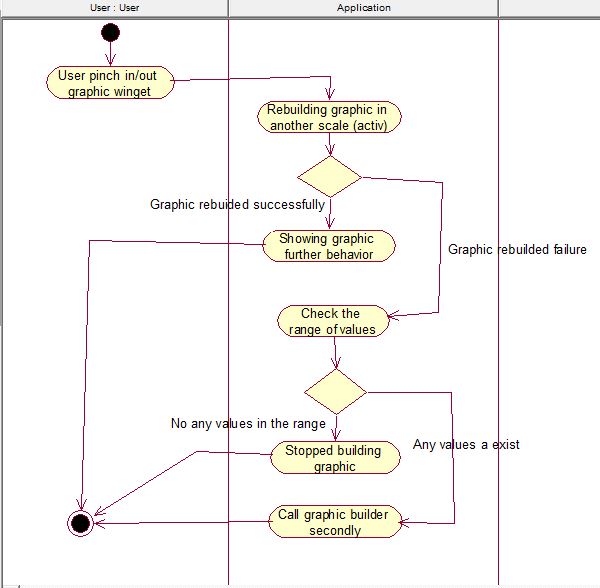 User : User
Application
User pinch in/out
graphic winget
Rebuilding graphic in
another scale (activ)
Graphic rebuided successfully
Showing graphic
further behavior
Graphic rebuilded failure
Check the
range of values
No any values in the range
Any values a exist
Stopped building
graphic
Call graphic builder
secondly